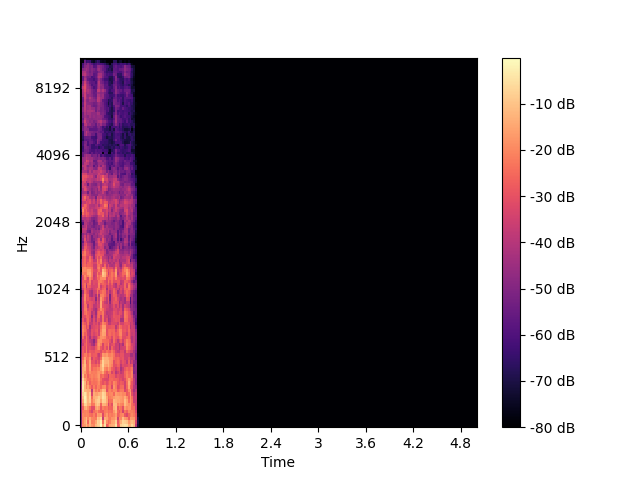 8192
4096
2048
1024
512
0
Hz
0 0.6 1.2 1.8 2.4 3 3.6 4.2 4.8
Time
-10 dB
-20 dB
-30 dB
-40 dB
-50 dB
-60 dB
-70 dB
-80 dB